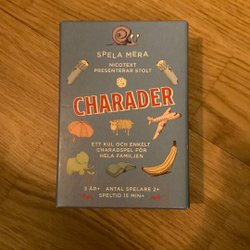 SPELA MERA
NICOTEXT
PRESENTERAR STOLT
CHARADER
ETT KUL OCH ENKELT
CHARADSPEL FÖR
HELA FAMILJEN
3 ÅR+ ANTAL SPELARE 2+
SPELTID 15 MIN+